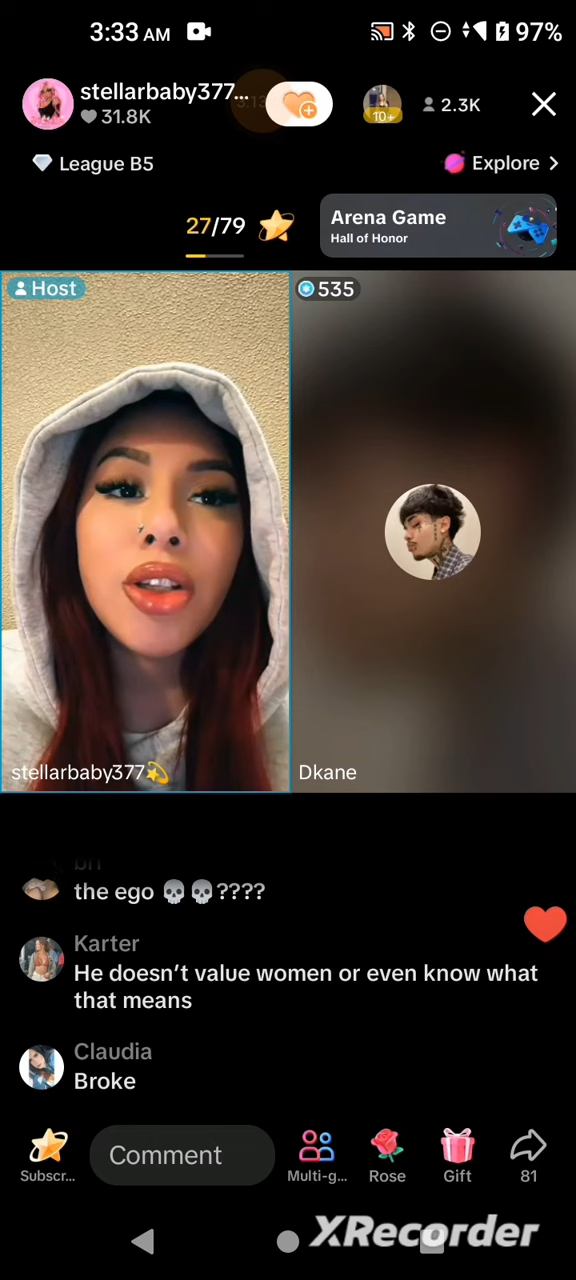 3:33 AM
97%
stellarbaby377...
31.8K
10+
2.3K
League B5
Explore >
27/79
Arena Game
Hall of Honor
Host
535
stellarbaby377
Dkane
bri
the ego ????
Karter
He doesn't value women or even know what
that means
Claudia
Broke
Comment
Subscr...
Multi-g...
Rose
Gift
81
XRecorder